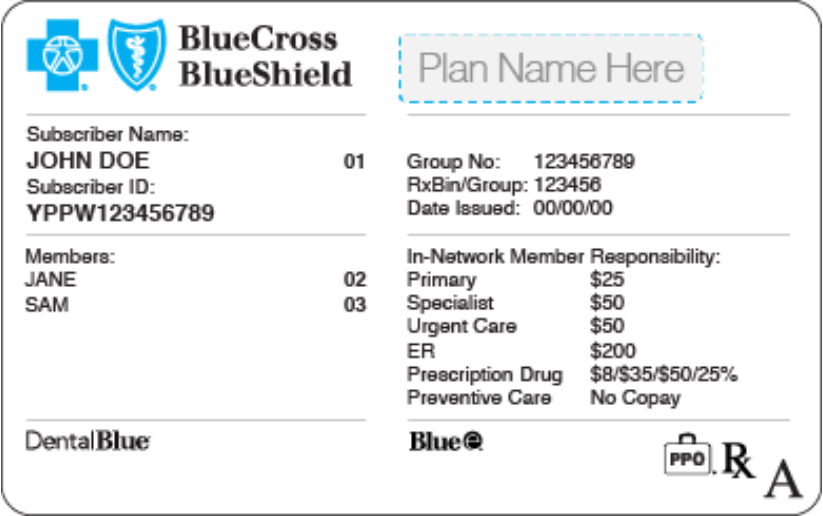 BlueCross
BlueShield
Plan Name Here
Subscriber Name:
JOHN DOE 01
Subscriber ID:
YPPW123456789
Group No: 123456789
RxBin/Group: 123456
Date Issued: 00/00/00
Members:
JANE 02
SAM 03
In-Network Member Responsibility:
Primary $25
Specialist $50
Urgent Care $50
ER $200
Prescription Drug $8/$35/$50/25%
Preventive Care No Copay
DentalBlue
Blue e
PPO Rx A